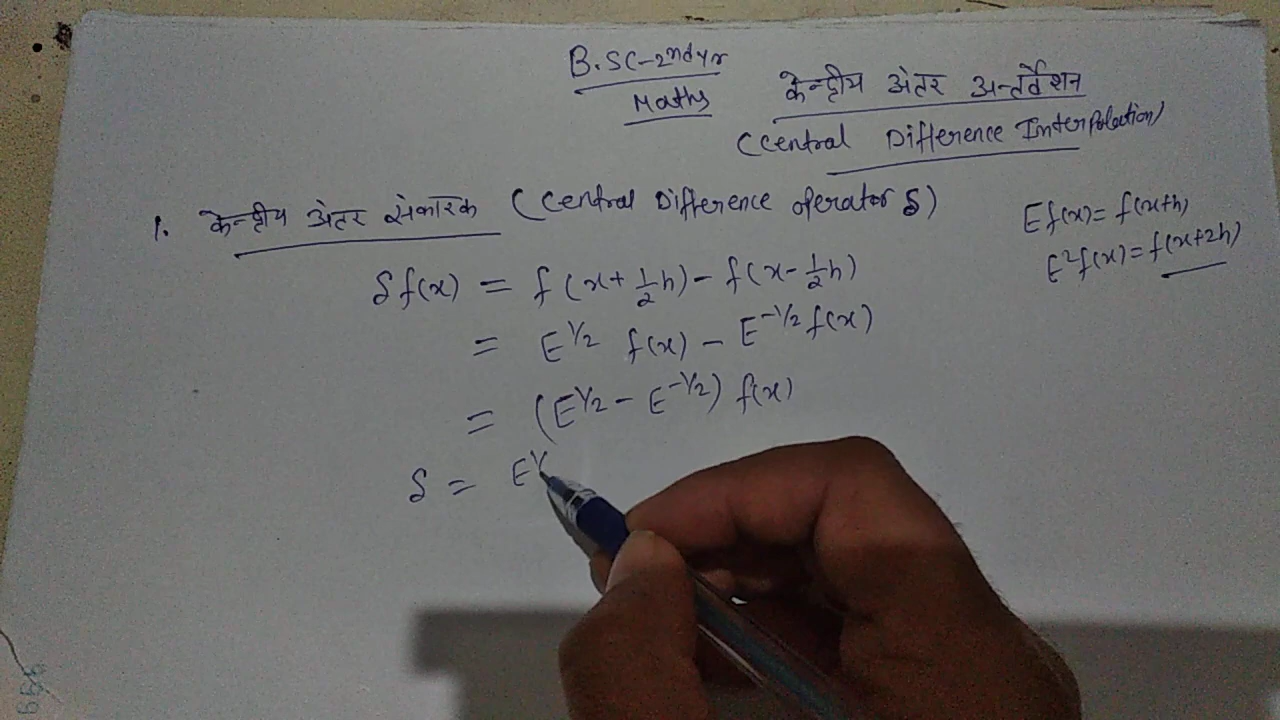 B.SC-2nd yr
Maths
केन्द्रीय अंतर अन्तर्वेशन
(Central Difference Interpolation)
1. केन्द्रीय अंतर संकारक (Central Difference operator δ)
Ef(x) = f(x+h)
E²f(x) = f(x+2h)
δf(x) = f(x+½h) - f(x-½h)
= E^1/2 f(x) - E^-1/2 f(x)
= (E^1/2 - E^-1/2) f(x)
δ = E^1/